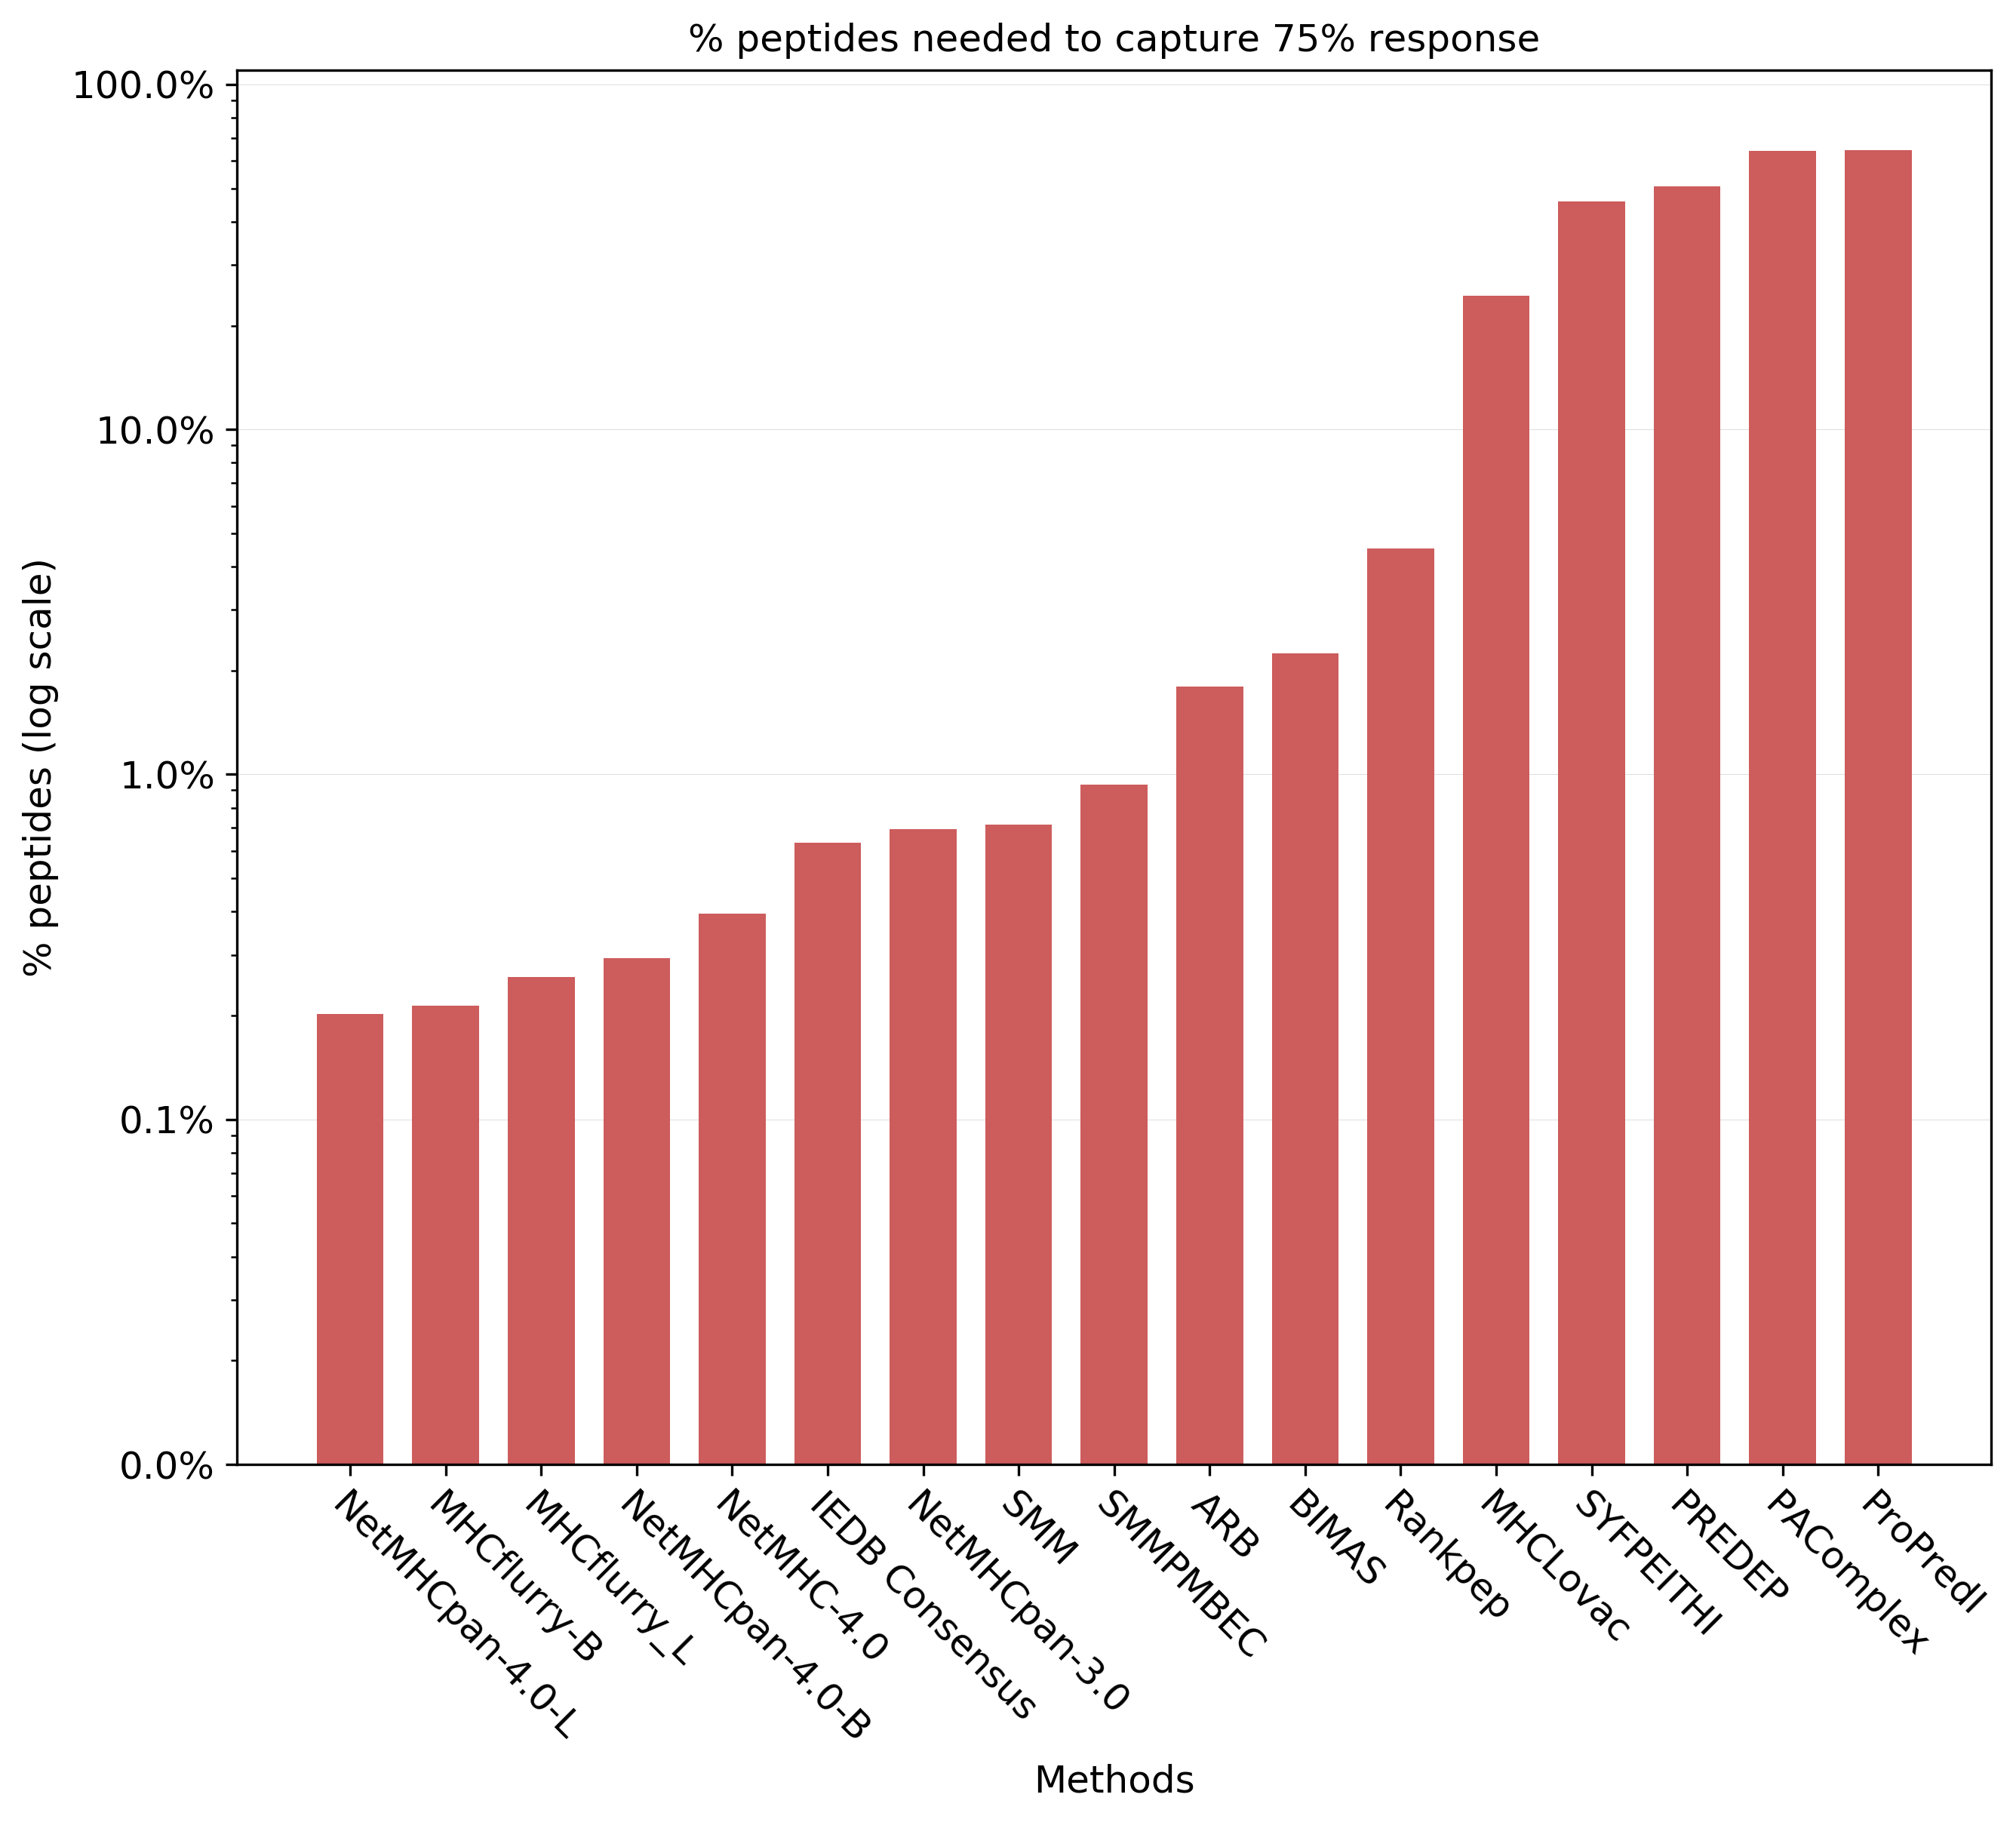 % peptides needed to capture 75% response
100.0%
10.0%
1.0%
0.1%
0.0%
% peptides (log scale)
NetMHCpan-4.0-L
MHCflurry-B
MHCflurry_L
NetMHCpan-4.0-B
NetMHC-4.0
IEDB Consensus
NetMHCpan-3.0
SMM
SMMPMBEC
ARB
BIMAS
Rankpep
MHCLovac
SYFPEITHI
PREDEP
PAComplex
ProPredI
Methods